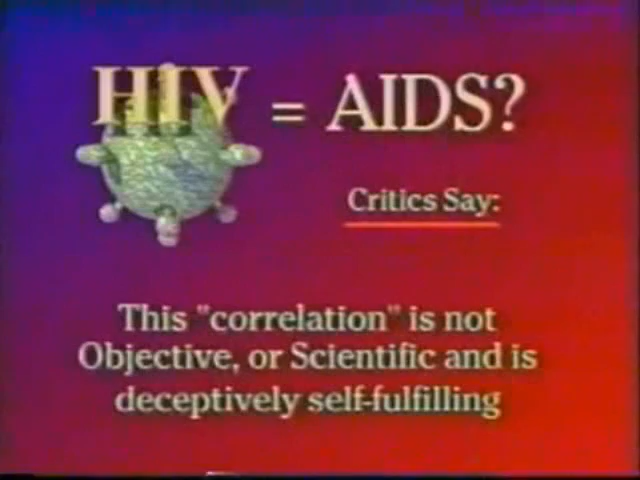 HIV = AIDS?
Critics Say:
This "correlation" is not
Objective, or Scientific and is
deceptively self-fulfilling